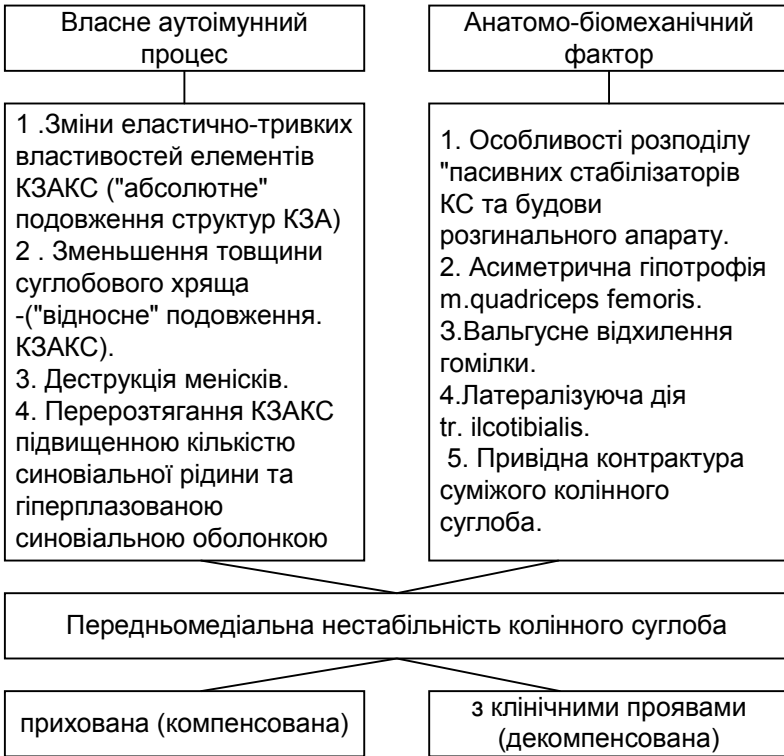 Власне аутоімунний
процес
Анатомо-біомеханічний
фактор
1 .Зміни еластично-тривких
властивостей елементів
КЗАКС ("абсолютне"
подовження структур КЗА)
2 . Зменьшення товщини
суглобового хряща
-("відносне" подовження.
КЗАКС).
3. Деструкція менісків.
4. Перерозтягання КЗАКС
підвищенною кількістю
синовіальної рідини та
гіперплазованою
синовіальною оболонкою
1. Особливості розподілу
"пасивних стабілізаторів
КС та будови
розгинального апарату.
2. Асиметрична гіпотрофія
m.quadriceps femoris.
3.Вальгусне відхилення
гомілки.
4.Латералізуюча дія
tr. ilcotibialis.
5. Привідна контрактура
суміжого колінного
суглоба.
Передньомедіальна нестабільність колінного суглоба
прихована (компенсована)
з клінічними проявами
(декомпенсована)